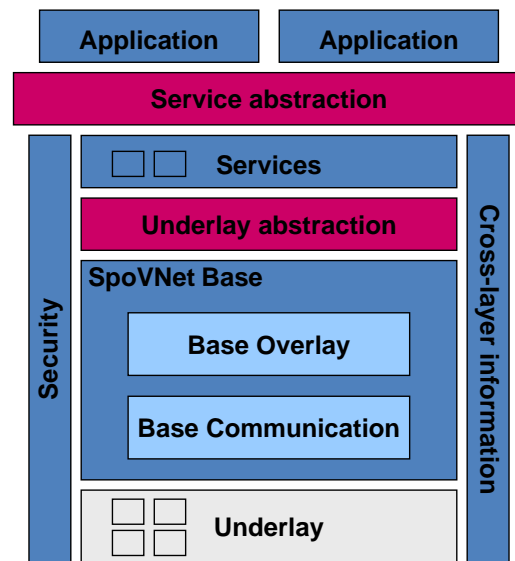 Application
Application
Service abstraction
Services
Underlay abstraction
SpoVNet Base
Base Overlay
Base Communication
Underlay
Security
Cross-layer information